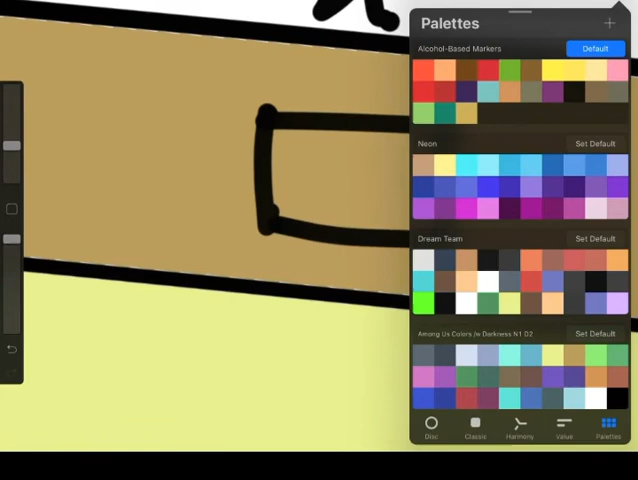 Palettes
Alcohol-Based Markers Default
Neon Set Default
Dream Team Set Default
Among Us Colors /w Darkness N1 D2 Set Default
Disc Classic Harmony Value Palettes